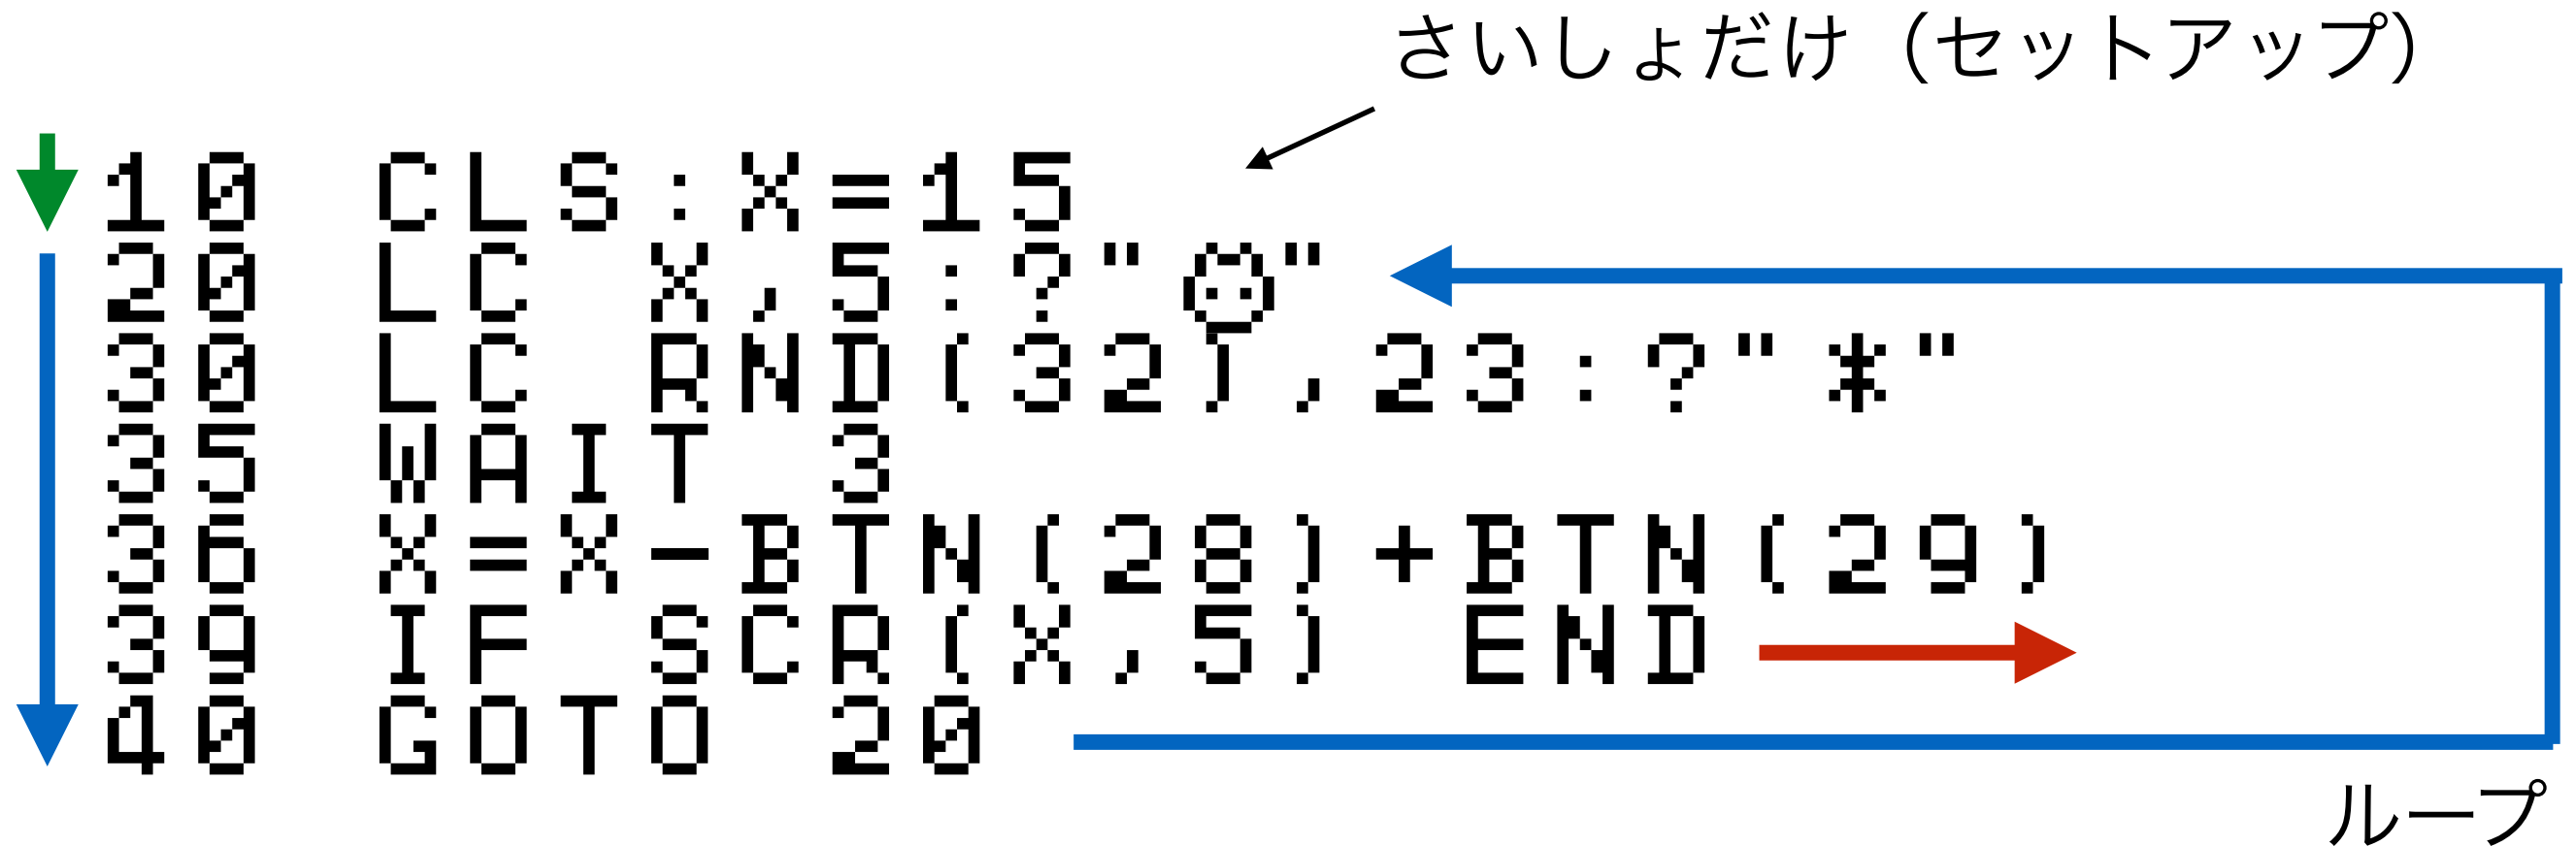 さいしょだけ（セットアップ）
10 CLS:X=15
20 LC X,5:?"🐱"
30 LC RND(32),23:?"*"
35 WAIT 3
36 X=X-BTN(28)+BTN(29)
39 IF SCR(X,5) END
40 GOTO 20
ループ